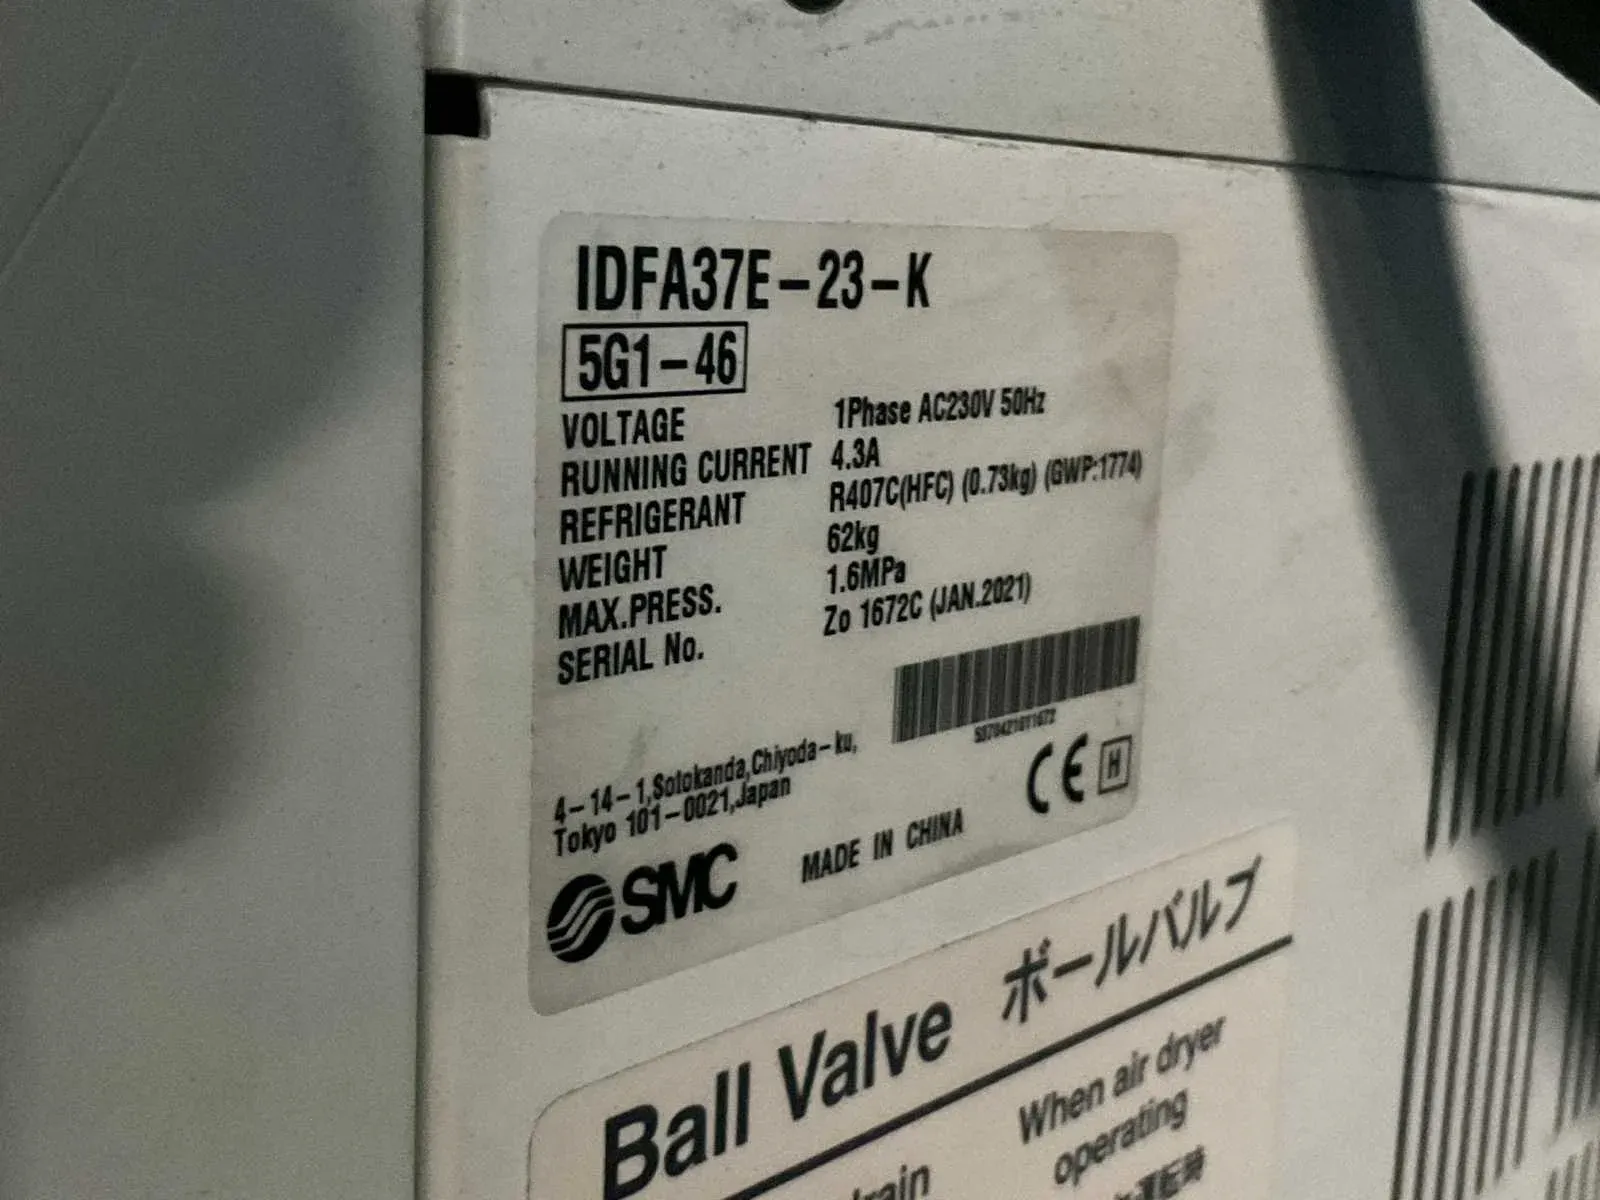 IDFA37E-23-K
5G1-46
VOLTAGE 1Phase AC230V 50Hz
RUNNING CURRENT 4.3A
REFRIGERANT R407C(HFC) (0.73kg) (GWP:1774)
WEIGHT 62kg
MAX.PRESS. 1.6MPa
SERIAL No. Zo 1672C (JAN.2021)
4-14-1,Sotokanda,Chiyoda-ku,
Tokyo 101-0021,Japan
CE H
SMC MADE IN CHINA
Ball Valve ボールバルブ
When air dryer
operating
運転時